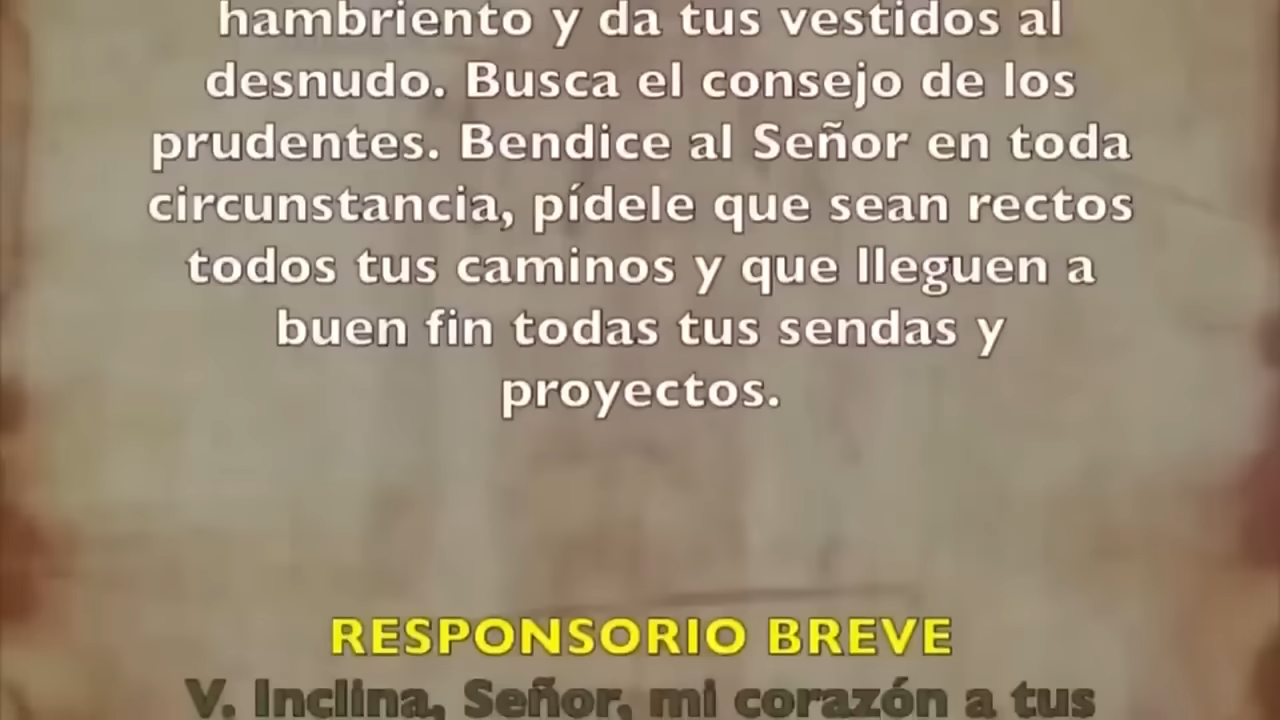 hambriento y da tus vestidos al
desnudo. Busca el consejo de los
prudentes. Bendice al Señor en toda
circunstancia, pídele que sean rectos
todos tus caminos y que lleguen a
buen fin todas tus sendas y
proyectos.
RESPONSORIO BREVE
V. Inclina, Señor, mi corazón a tus